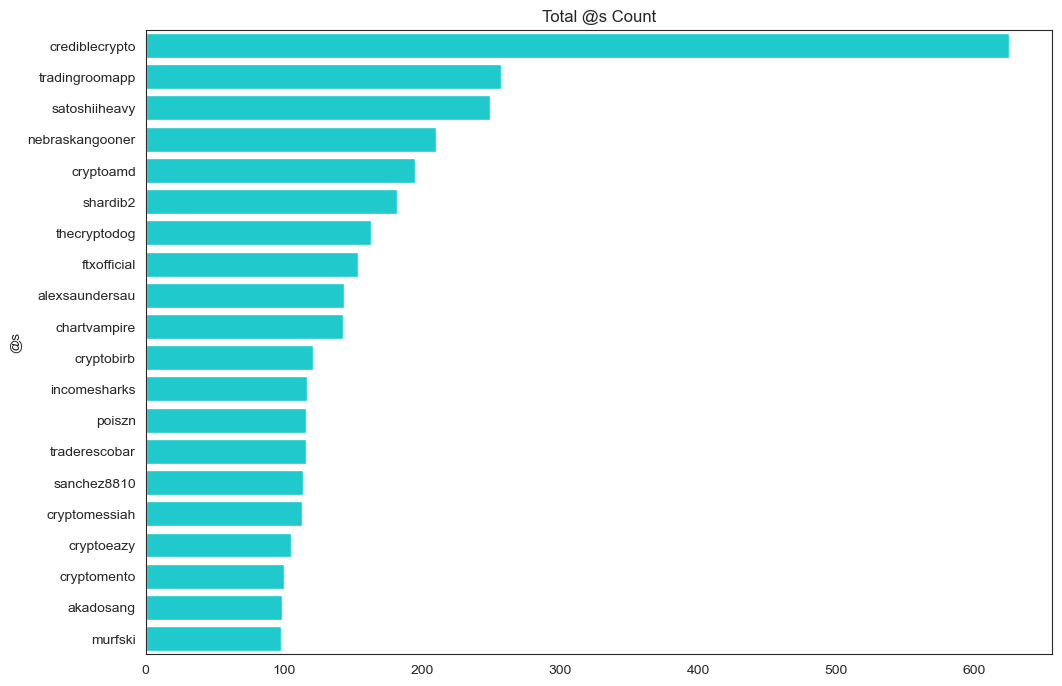 Total @s Count
crediblecrypto
tradingroomapp
satoshiiheavy
nebraskangooner
cryptoamd
shardib2
thecryptodog
ftxofficial
alexsaundersau
chartvampire
cryptobirb
incomesharks
poiszn
traderescobar
sanchez8810
cryptomessiah
cryptoeazy
cryptomento
akadosang
murfski
@s
0 100 200 300 400 500 600